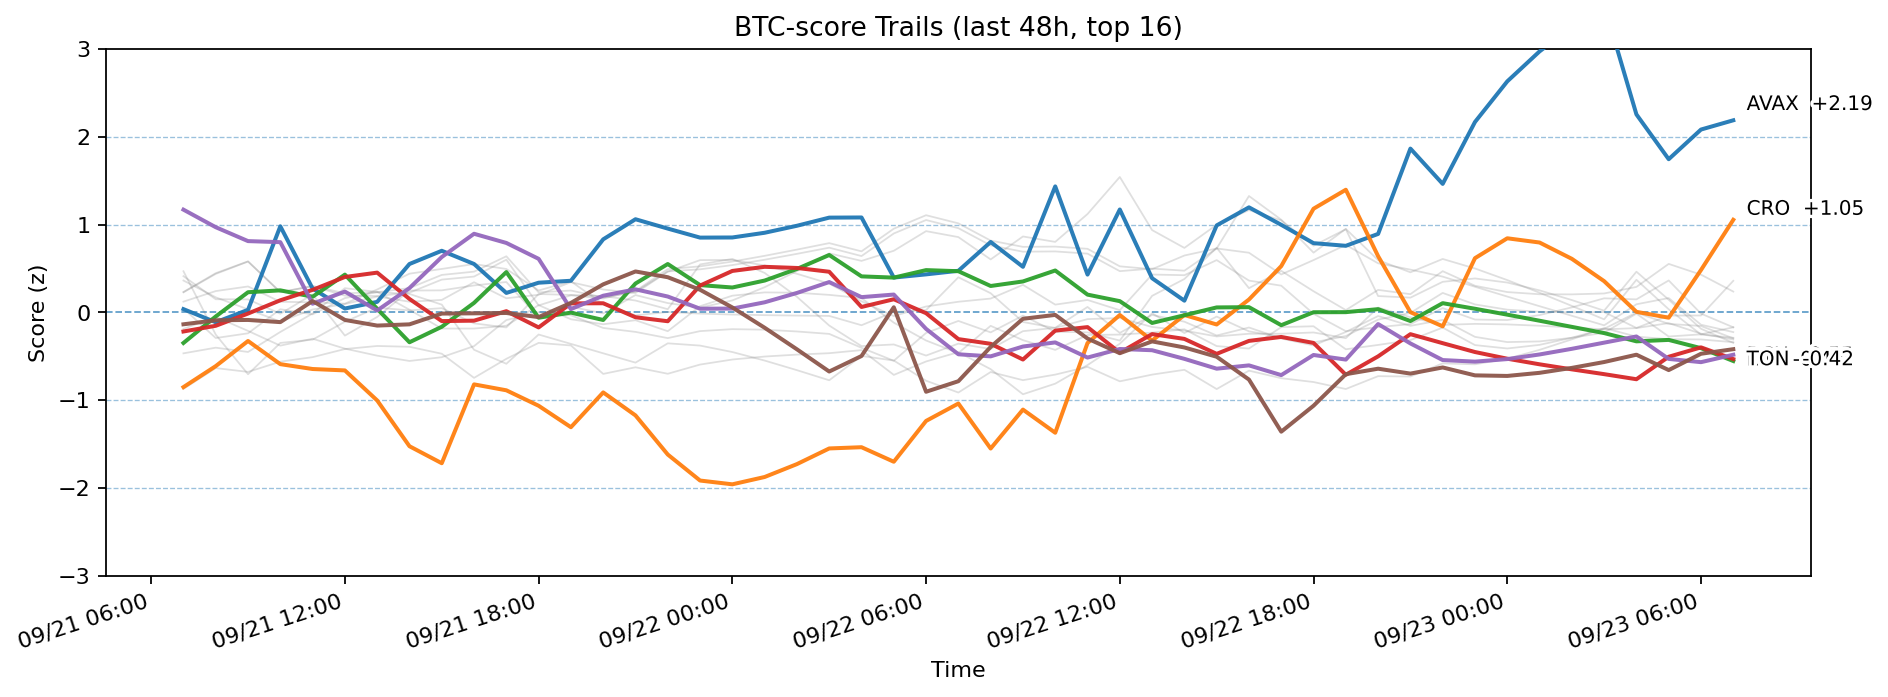 BTC-score Trails (last 48h, top 16)
Score (z)
3
2
1
0
−1
−2
−3
AVAX +2.19
CRO +1.05
TON -0.42
09/21 06:00
09/21 12:00
09/21 18:00
09/22 00:00
09/22 06:00
09/22 12:00
09/22 18:00
09/23 00:00
09/23 06:00
Time